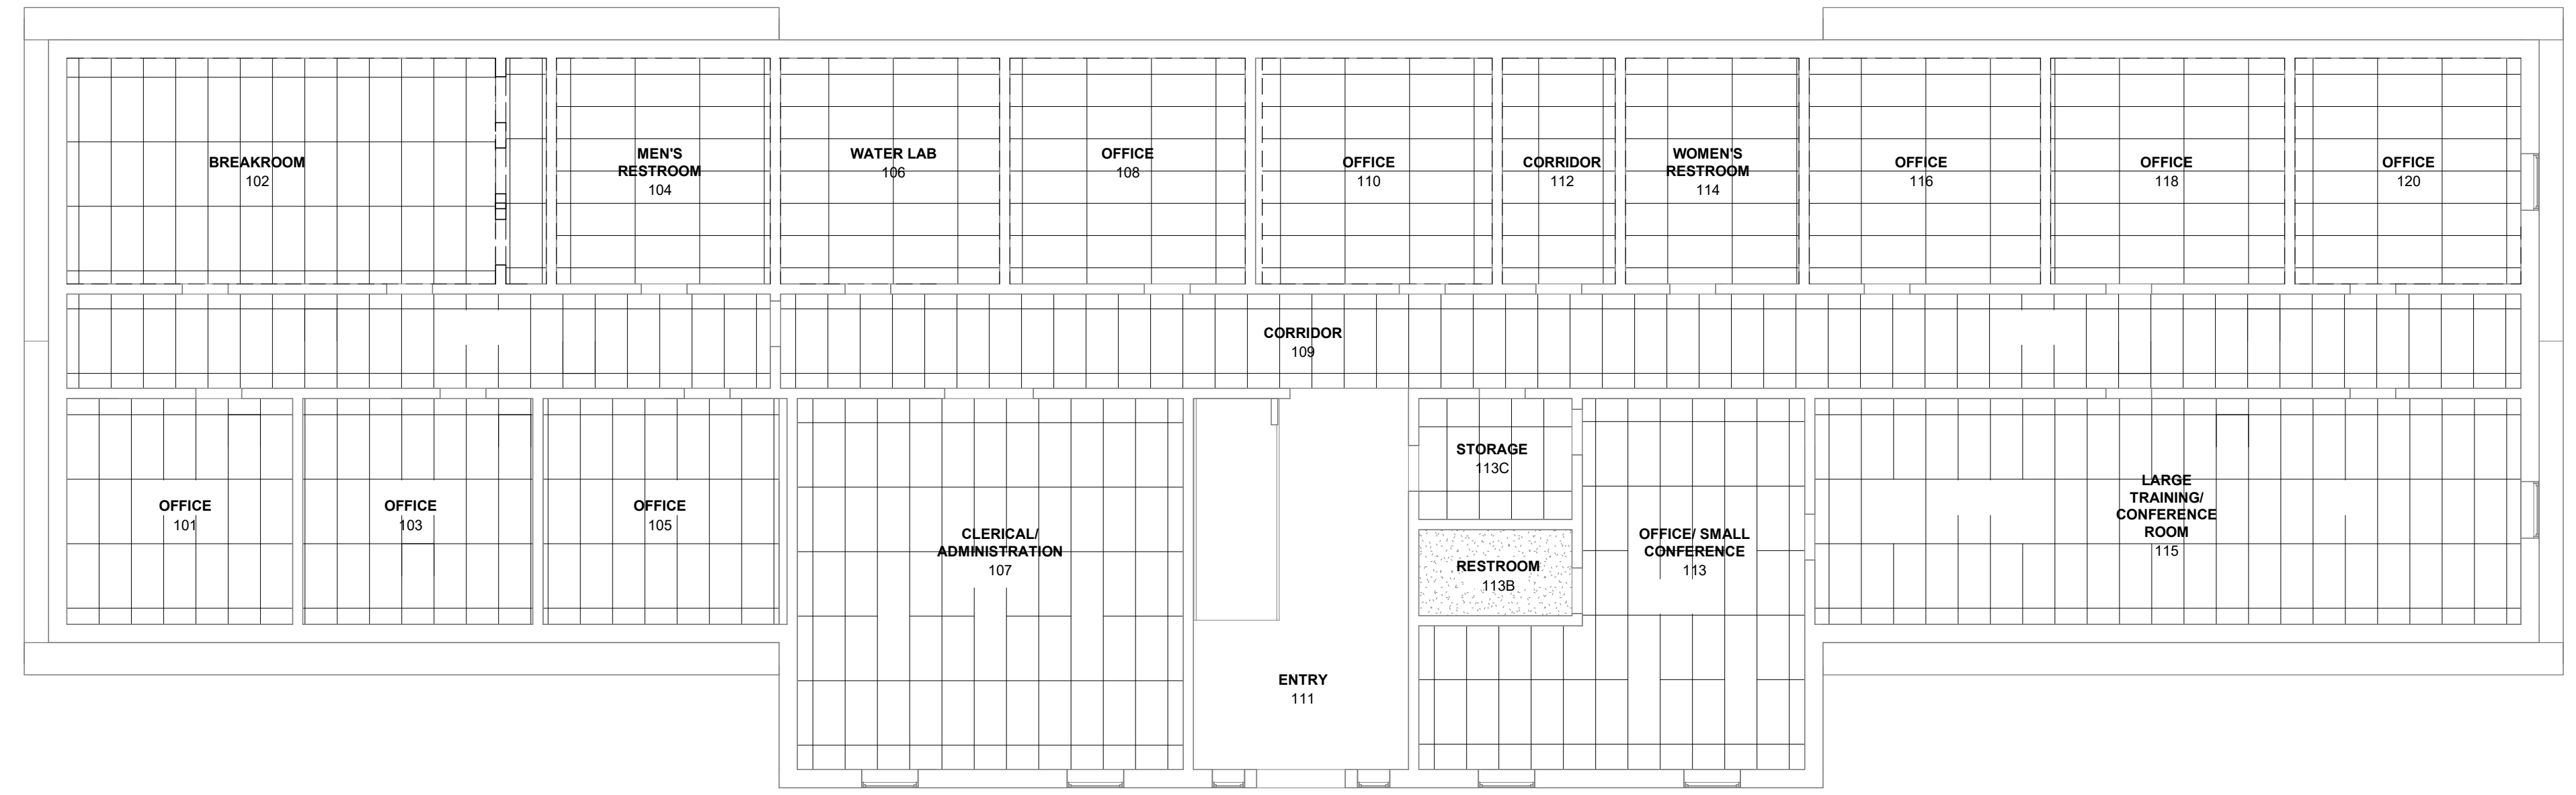 BREAKROOM
102
MEN'S
RESTROOM
104
WATER LAB
106
OFFICE
108
OFFICE
110
CORRIDOR
112
WOMEN'S
RESTROOM
114
OFFICE
116
OFFICE
118
OFFICE
120
CORRIDOR
109
OFFICE
101
OFFICE
103
OFFICE
105
CLERICAL/
ADMINISTRATION
107
ENTRY
111
STORAGE
113C
RESTROOM
113B
OFFICE/ SMALL
CONFERENCE
113
LARGE
TRAINING/
CONFERENCE
ROOM
115